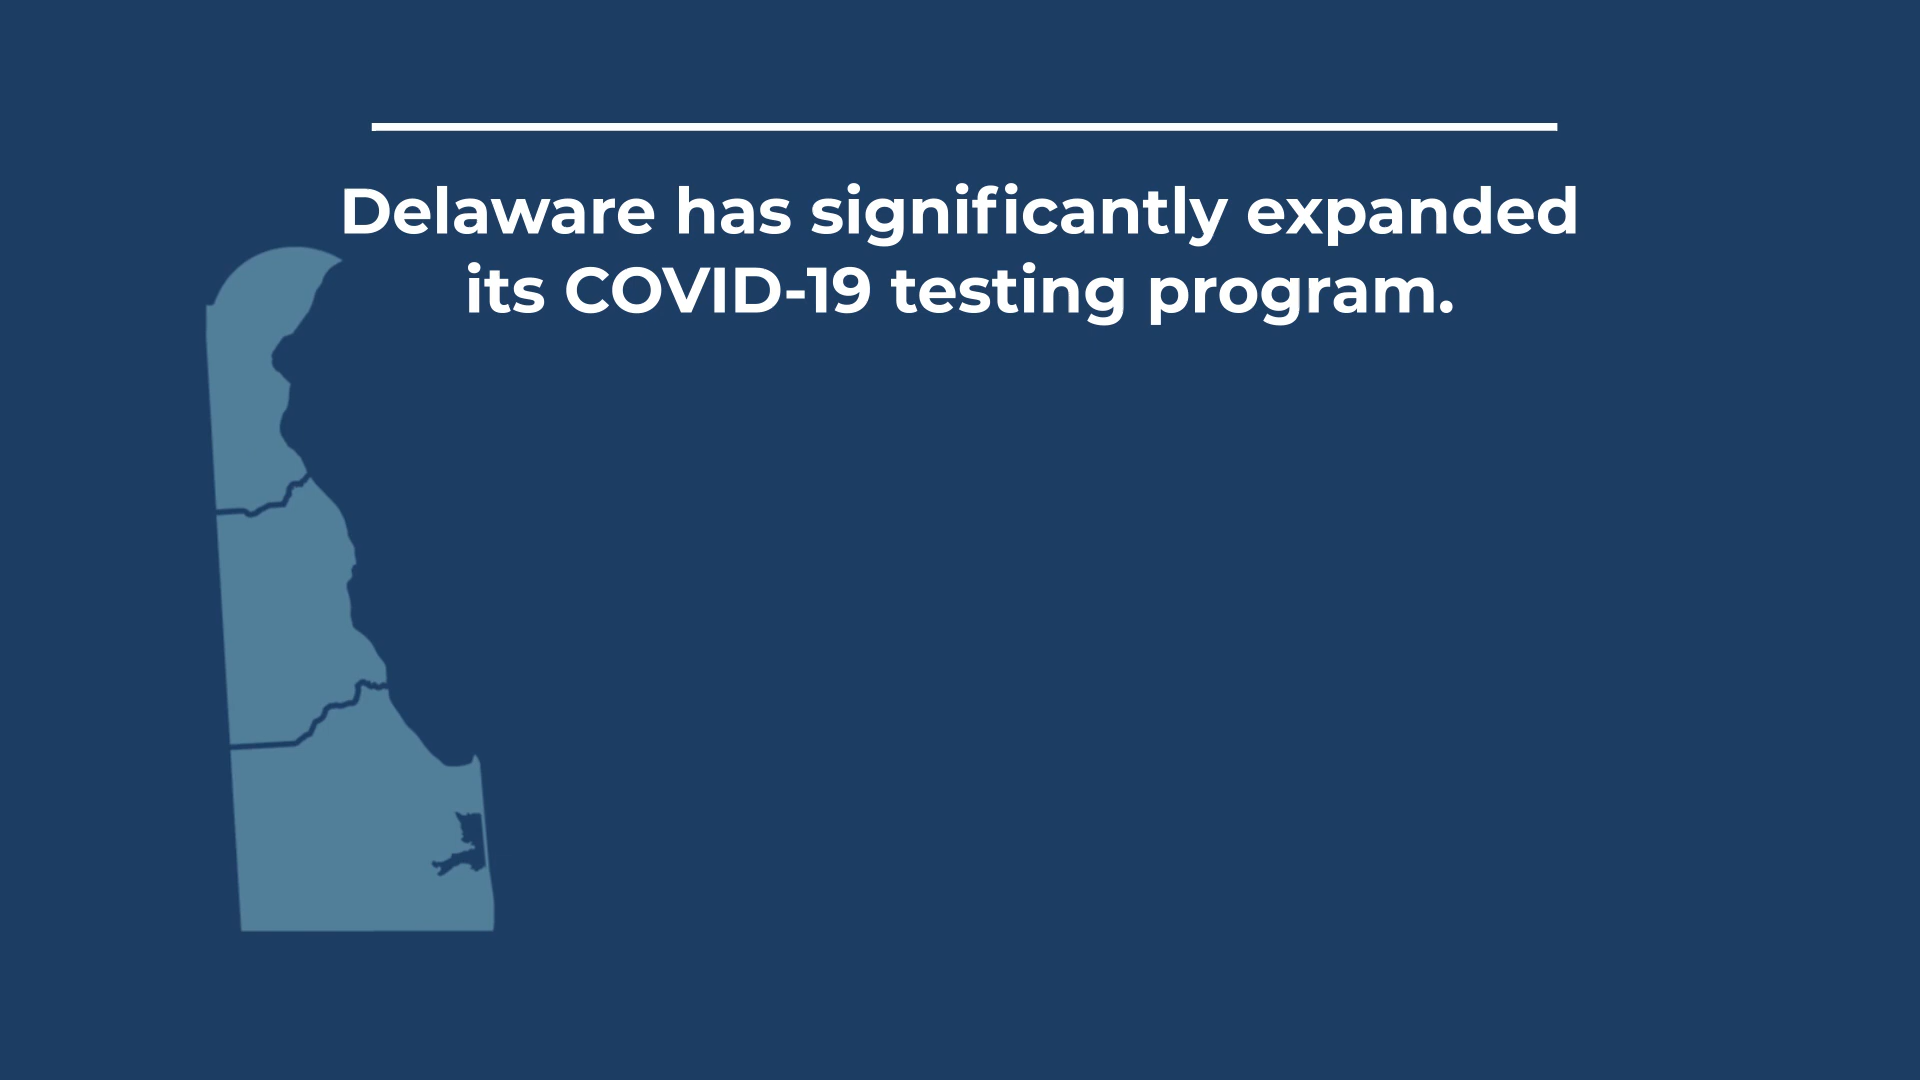 Delaware has significantly expanded
its COVID-19 testing program.